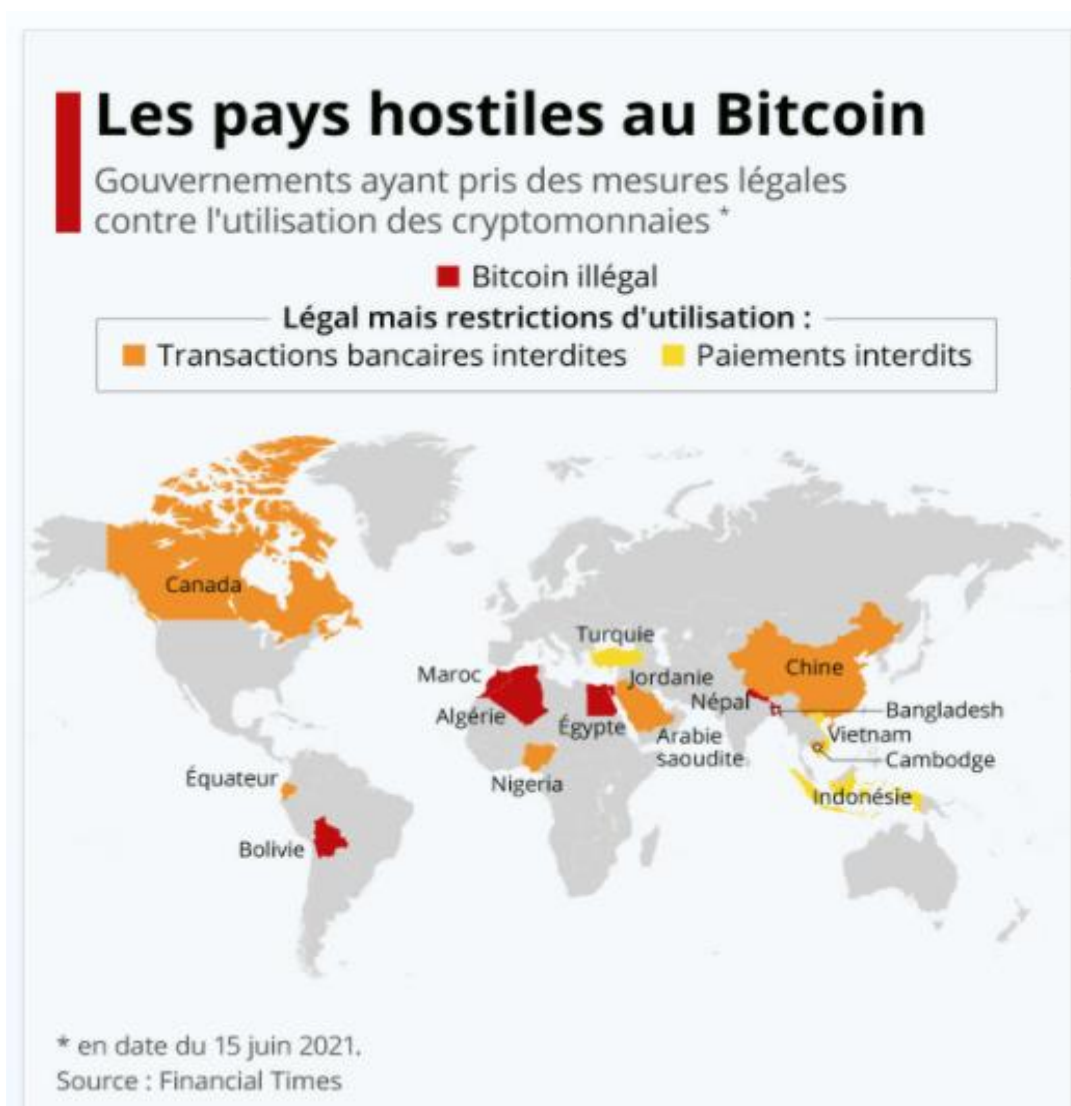 Les pays hostiles au Bitcoin
Gouvernements ayant pris des mesures légales
contre l'utilisation des cryptomonnaies *
Bitcoin illégal
Légal mais restrictions d'utilisation :
Transactions bancaires interdites Paiements interdits
Canada
Turquie
Maroc
Jordanie
Chine
Népal
Algérie
Égypte
Bangladesh
Arabie
saoudite
Vietnam
Cambodge
Équateur
Nigeria
Indonésie
Bolivie
* en date du 15 juin 2021.
Source : Financial Times